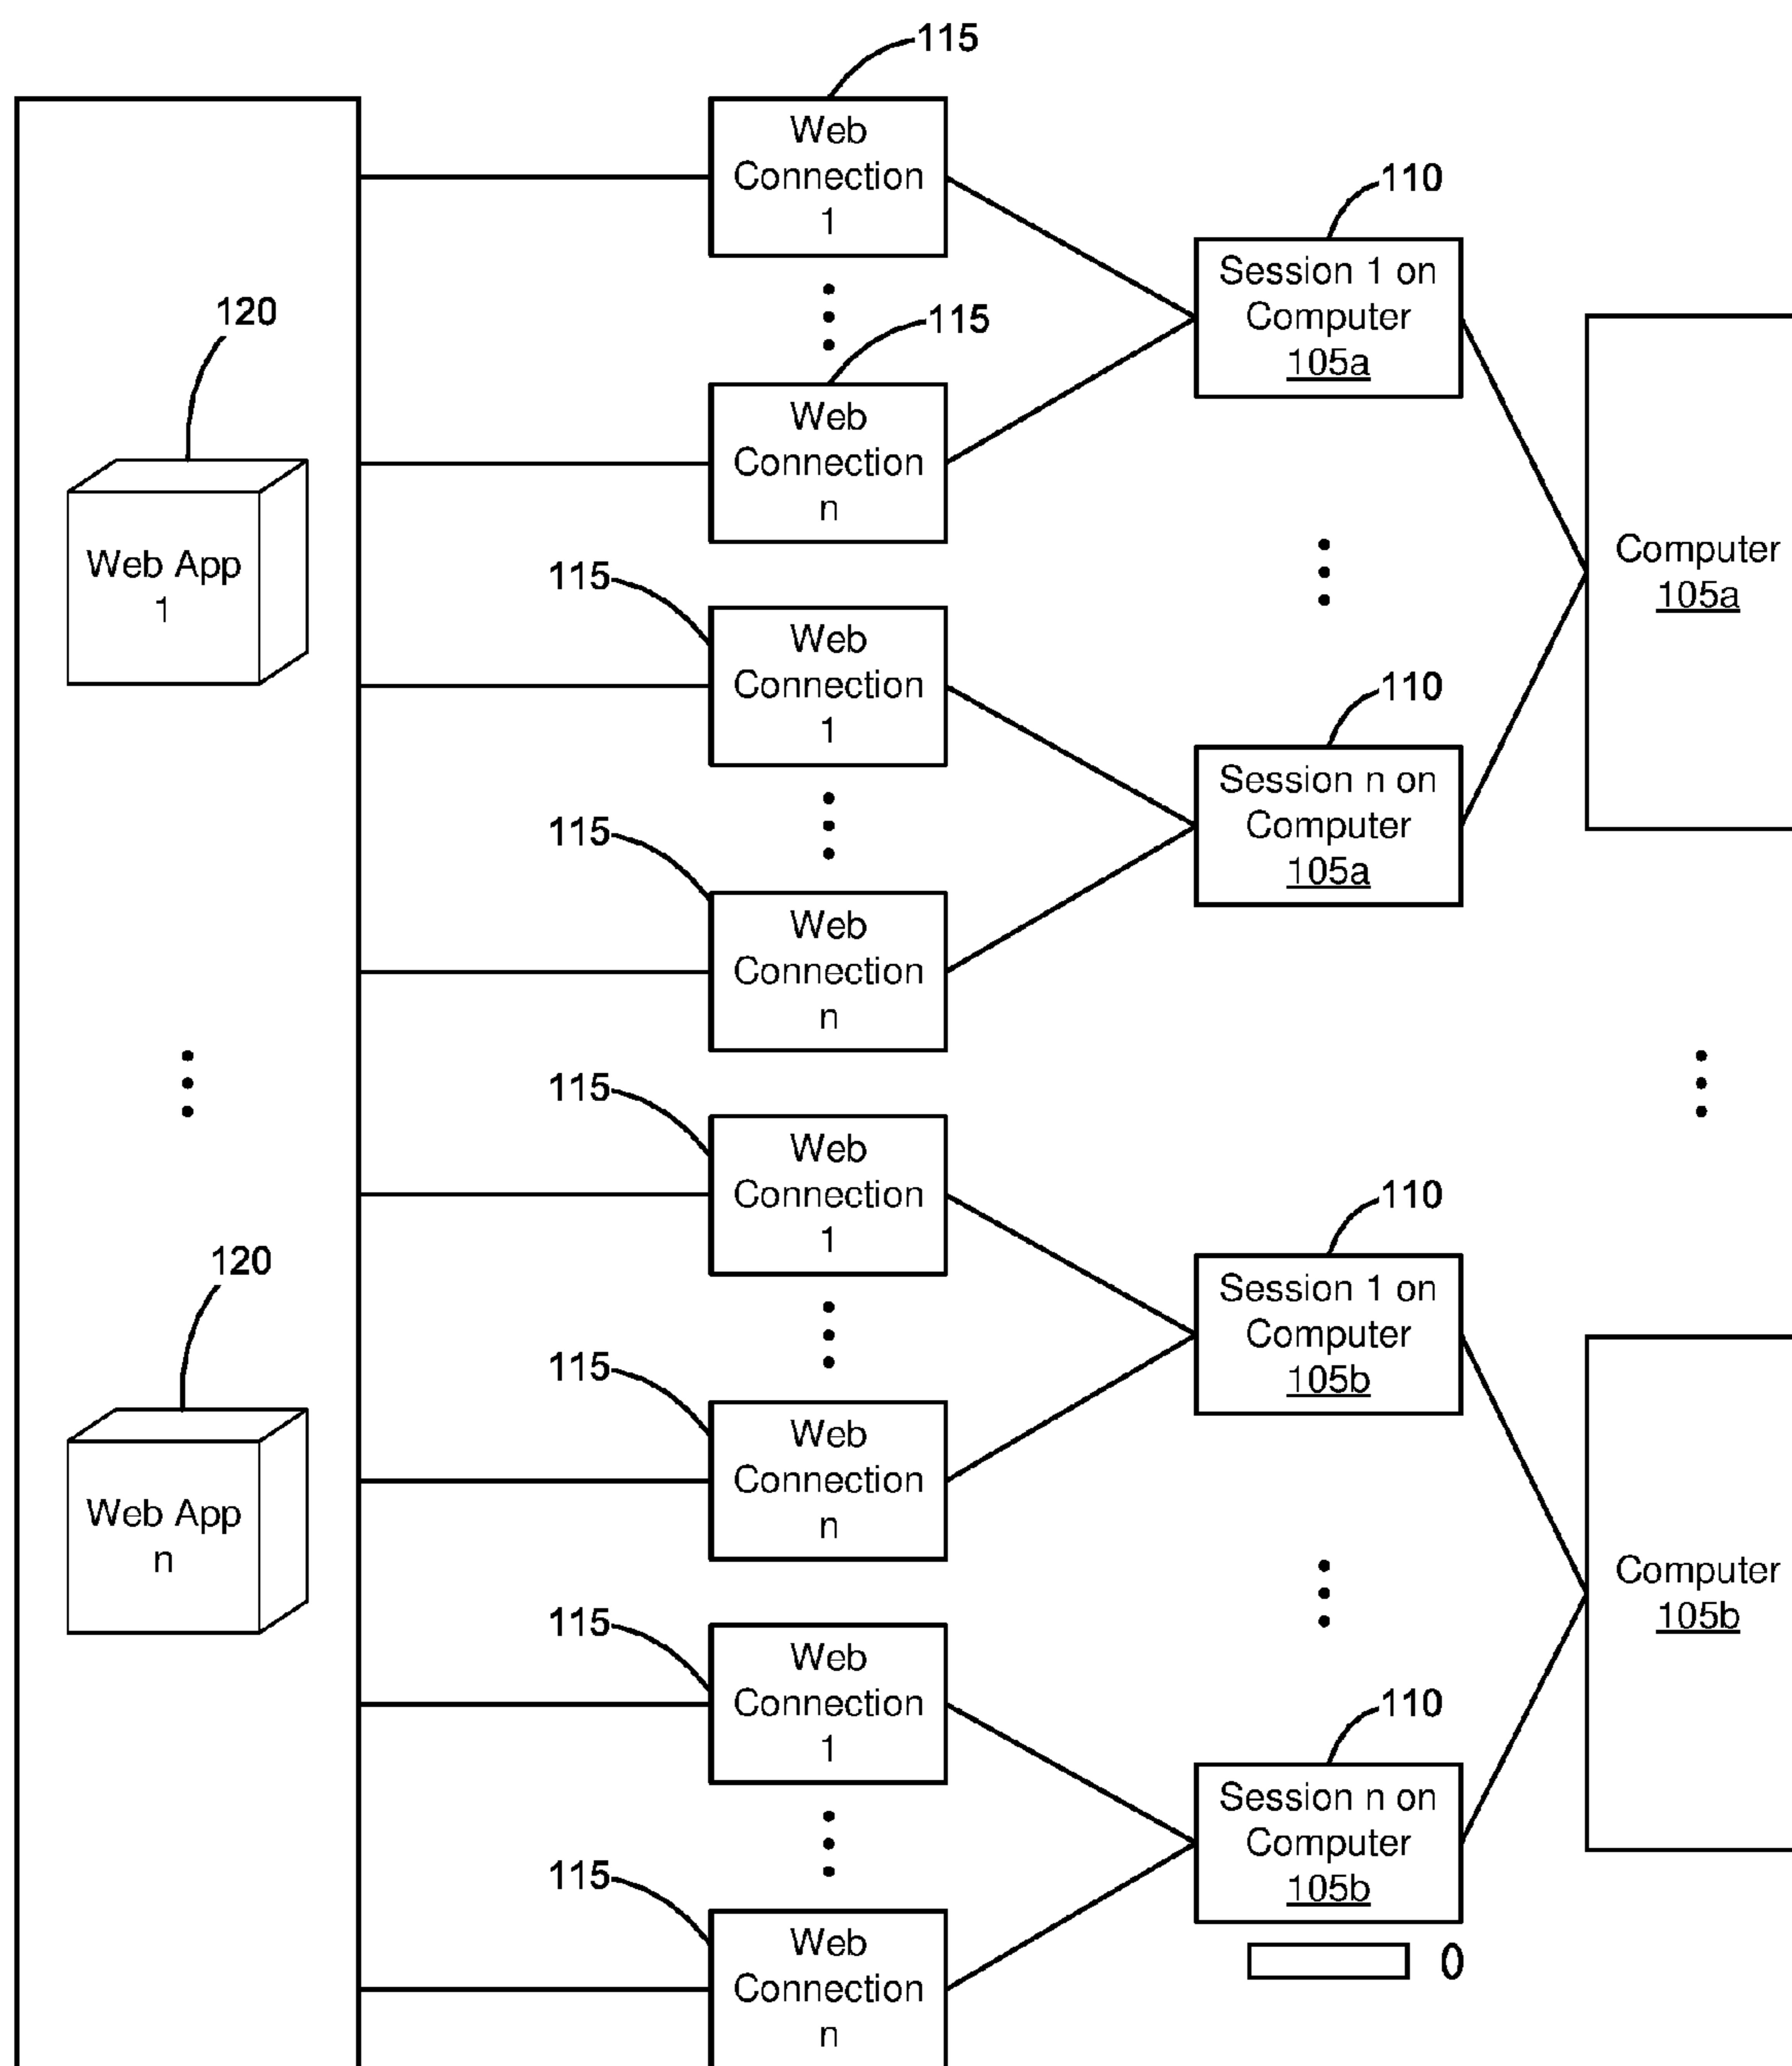 115
Web
Connection
1
110
Session 1 on
Computer
105a
120
115
Web
Connection
n
Computer
105a
Web App
1
115
Web
Connection
1
110
Session n on
Computer
105a
115
Web
Connection
n
115
Web
Connection
1
110
Session 1 on
Computer
105b
120
115
Web
Connection
n
Computer
105b
Web App
n
115
Web
Connection
1
110
Session n on
Computer
105b
115
Web
Connection
n
0